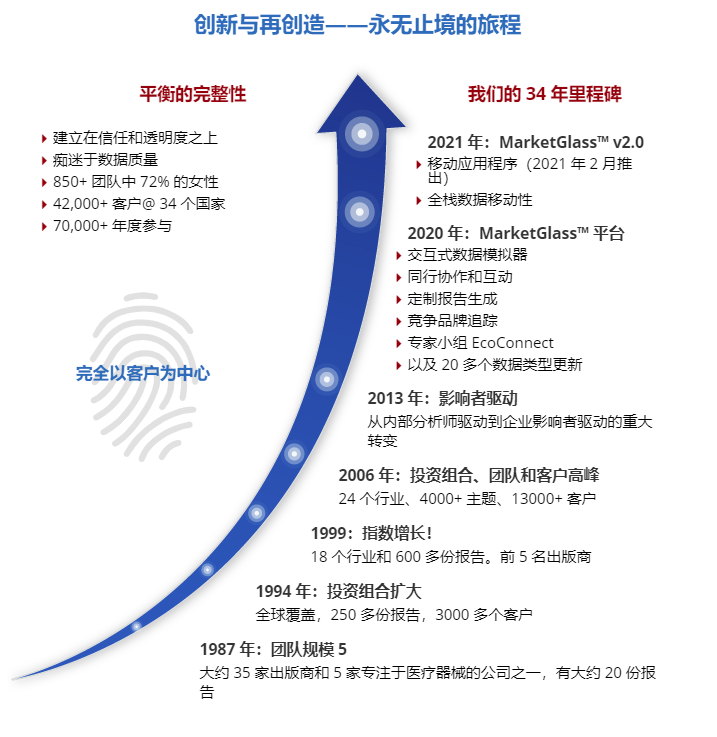 创新与再创造——永无止境的旅程
平衡的完整性
建立在信任和透明度之上
痴迷于数据质量
850+ 团队中 72% 的女性
42,000+ 客户@ 34 个国家
70,000+ 年度参与
完全以客户为中心
我们的 34 年里程碑
2021 年：MarketGlass™ v2.0
移动应用程序（2021 年 2 月推
出）
全栈数据移动性
2020 年：MarketGlass™ 平台
交互式数据模拟器
同行协作和互动
定制报告生成
竞争品牌追踪
专家小组 EcoConnect
以及 20 多个数据类型更新
2013 年：影响者驱动
从内部分析师驱动到企业影响者驱动的重大
转变
2006 年：投资组合、团队和客户高峰
24 个行业、4000+ 主题、13000+ 客户
1999：指数增长！
18 个行业和 600 多份报告。前 5 名出版商
1994 年：投资组合扩大
全球覆盖，250 多份报告，3000 多个客户
1987 年：团队规模 5
大约 35 家出版商和 5 家专注于医疗器械的公司之一，有大约 20 份报
告